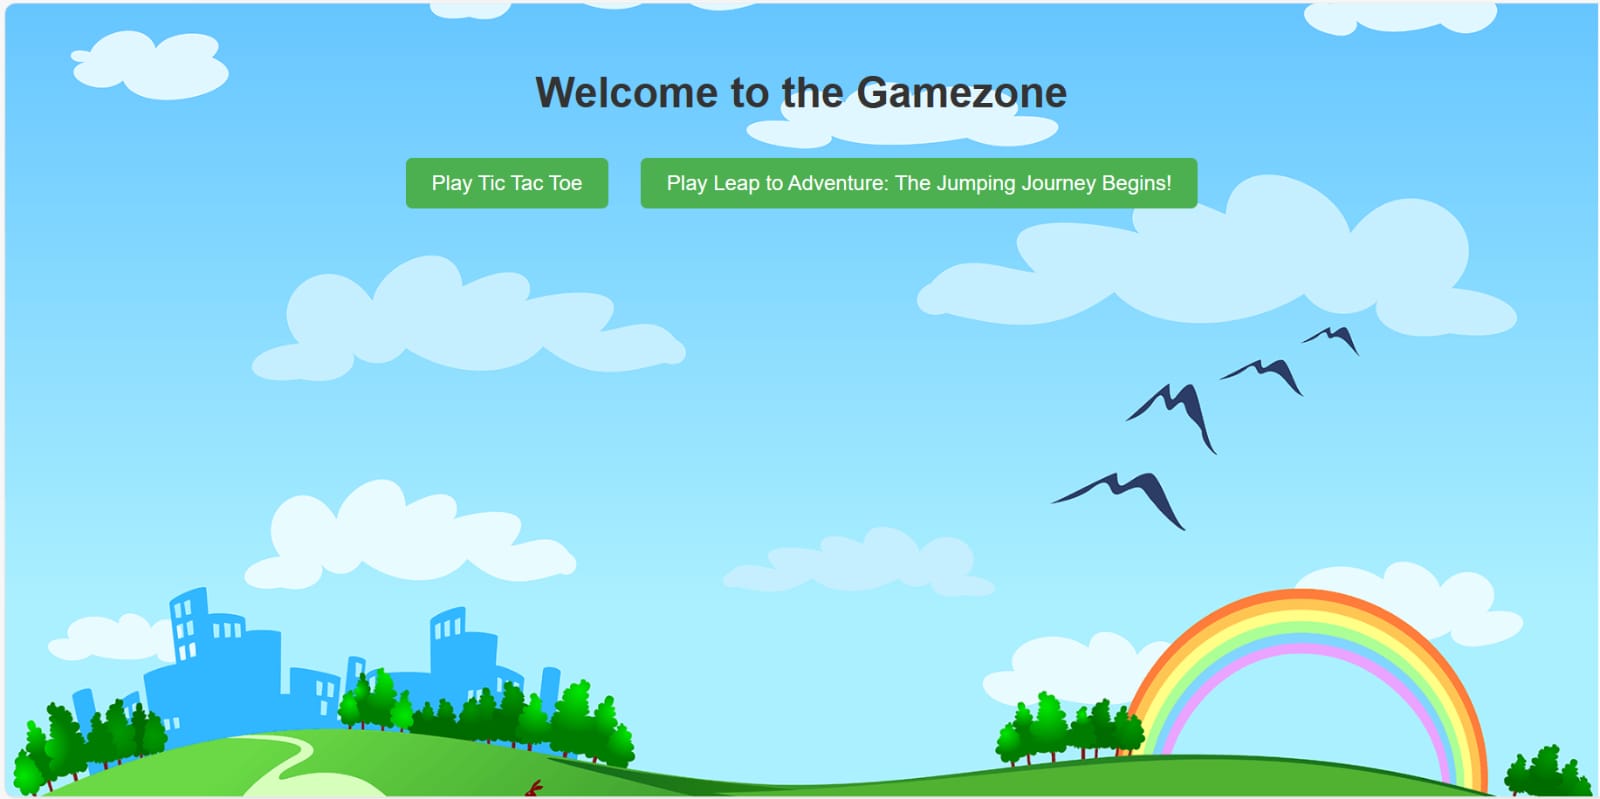 Welcome to the Gamezone
Play Tic Tac Toe
Play Leap to Adventure: The Jumping Journey Begins!